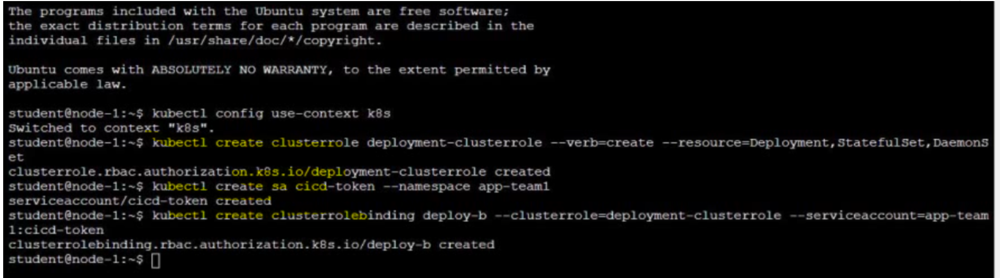 The programs included with the Ubuntu system are free software;
the exact distribution terms for each program are described in the
individual files in /usr/share/doc/*/copyright.
Ubuntu comes with ABSOLUTELY NO WARRANTY, to the extent permitted by
applicable law.
student@node-1:~$ kubectl config use-context k8s
Switched to context "k8s".
student@node-1:~$ kubectl create clusterrole deployment-clusterrole --verb=create --resource=Deployment,StatefulSet,DaemonS
et
clusterrole.rbac.authorization.k8s.io/deployment-clusterrole created
student@node-1:~$ kubectl create sa cicd-token --namespace app-team1
serviceaccount/cicd-token created
student@node-1:~$ kubectl create clusterrolebinding deploy-b --clusterrole=deployment-clusterrole --serviceaccount=app-team
1:cicd-token
clusterrolebinding.rbac.authorization.k8s.io/deploy-b created
student@node-1:~$